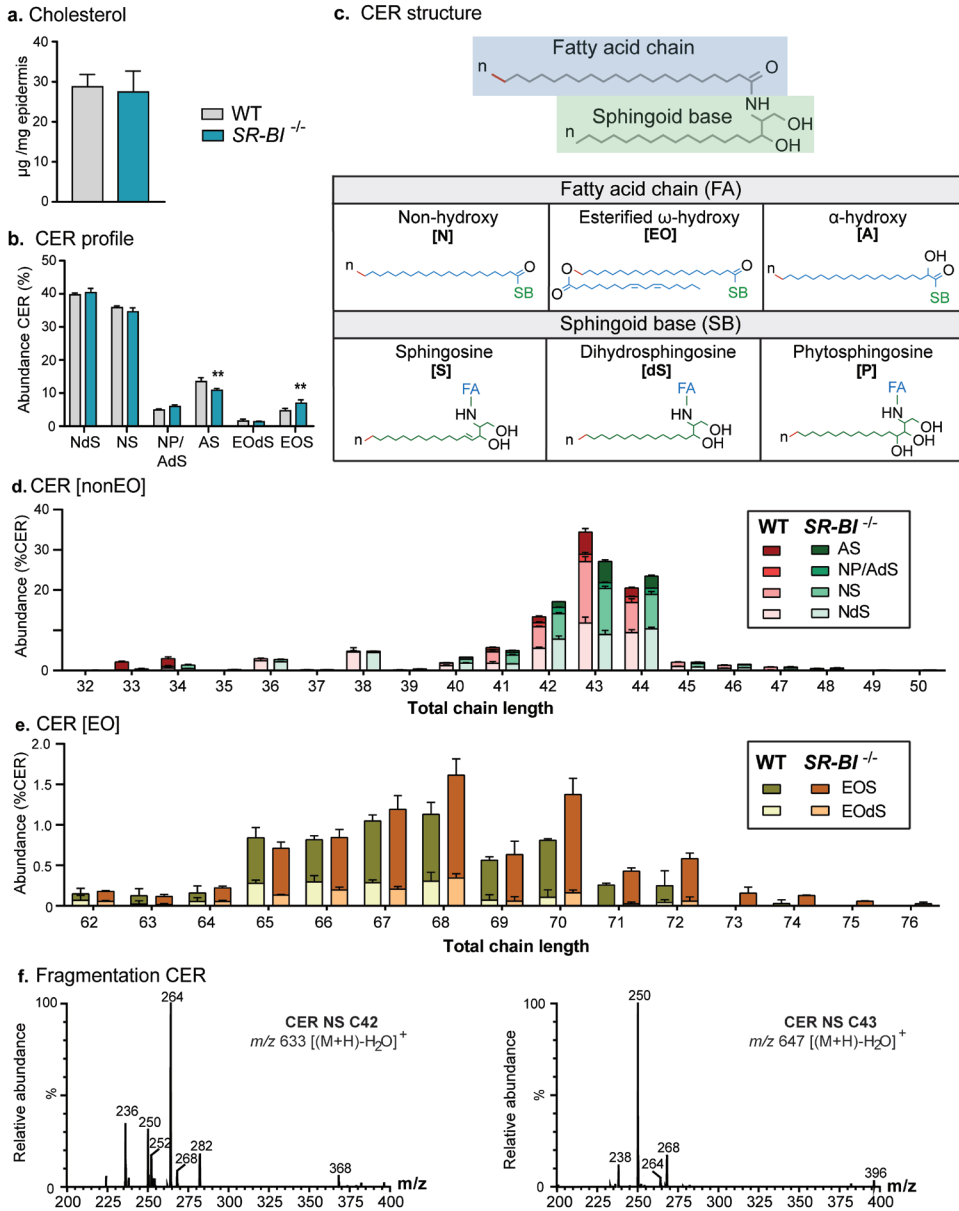 a. Cholesterol
µg /mg epidermis
40
30
20
10
0
WT
SR-BI -/-
b. CER profile
Abundance CER (%)
50
40
30
20
10
0
**
**
NdS NS NP/AdS AS EOdS EOS
c. CER structure
Fatty acid chain
n
O
NH
Sphingoid base
OH
n
OH
Fatty acid chain (FA)
Non-hydroxy
[N]
n
O
SB
Esterified ω-hydroxy
[EO]
O
O
O
SB
α-hydroxy
[A]
OH
n
O
SB
Sphingoid base (SB)
Sphingosine
[S]
FA
HN
OH
n
OH
Dihydrosphingosine
[dS]
FA
HN
OH
n
OH
Phytosphingosine
[P]
FA
HN
OH
n
OH
OH
d. CER [nonEO]
Abundance (%CER)
40
30
20
0
WT SR-BI -/-
AS
NP/AdS
NS
NdS
32 33 34 35 36 37 38 39 40 41 42 43 44 45 46 47 48 49 50
Total chain length
e. CER [EO]
Abundance (%CER)
2.0
1.5
1.0
0.5
0
WT SR-BI -/-
EOS
EOdS
62 63 64 65 66 67 68 69 70 71 72 73 74 75 76
Total chain length
f. Fragmentation CER
Relative abundance
%
100
0
264
CER NS C42
m/z 633 [(M+H)-H2O]+
236
250
252
268
282
368
200 225 250 275 300 325 350 375 400 m/z
Relative abundance
%
100
0
250
CER NS C43
m/z 647 [(M+H)-H2O]+
238
264
268
396
200 225 250 275 300 325 350 375 400 m/z